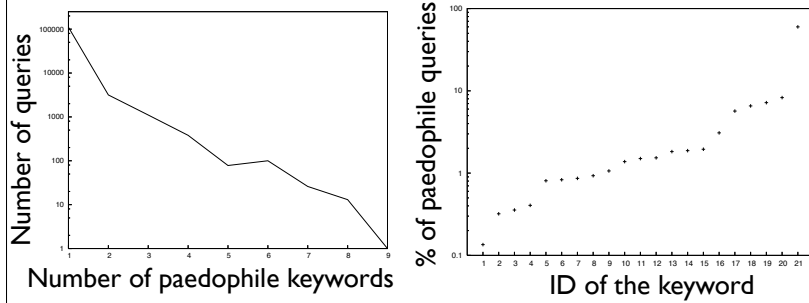 Number of queries
100000
10000
1000
100
10
1
1 2 3 4 5 6 7 8 9
Number of paedophile keywords
% of paedophile queries
100
10
1
0.1
1 2 3 4 5 6 7 8 9 10 11 12 13 14 15 16 17 18 19 20 21
ID of the keyword